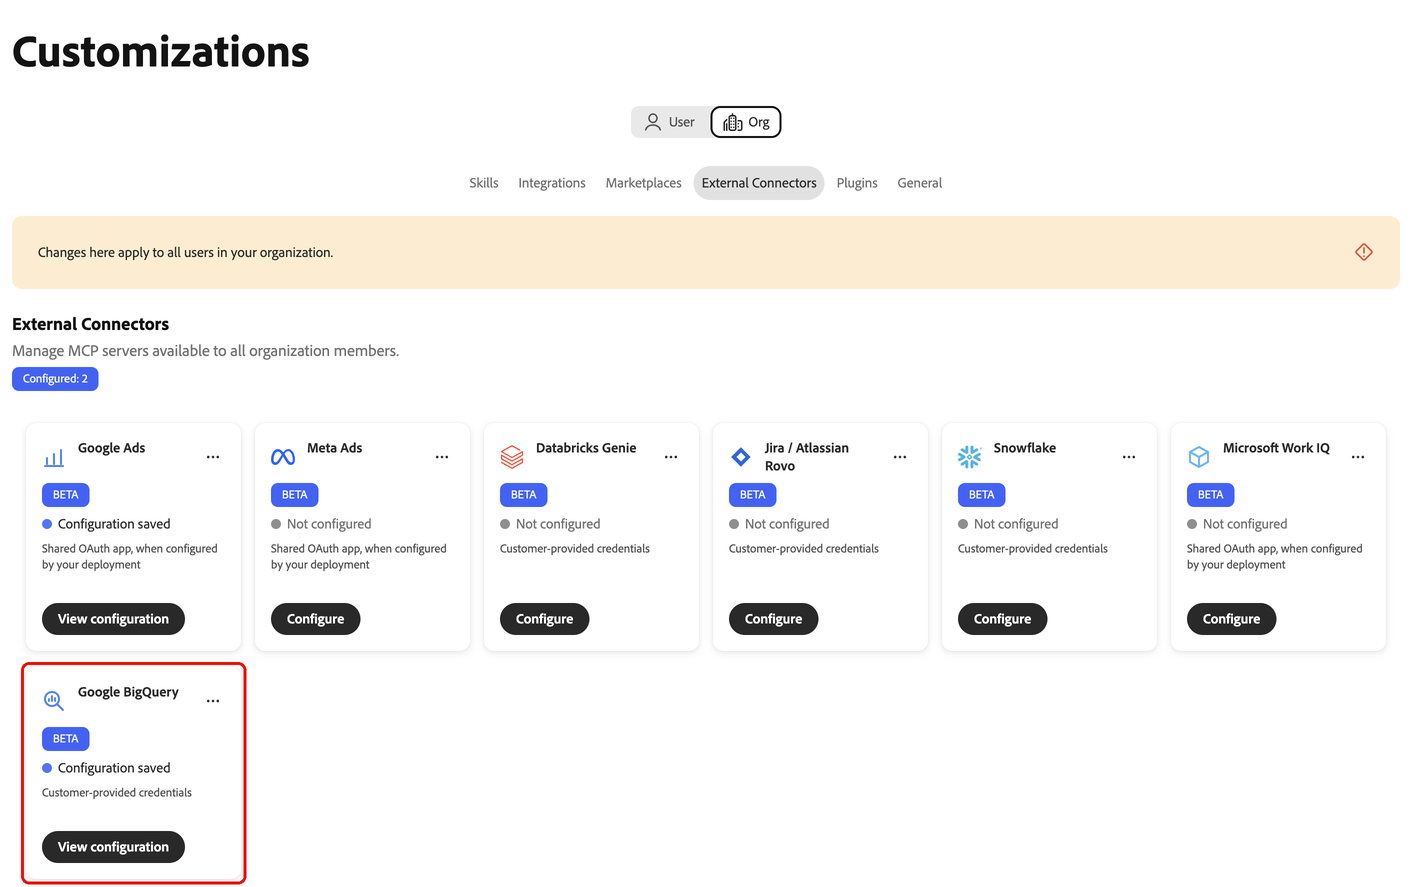 Customizations
User
Org
Skills
Integrations
Marketplaces
External Connectors
Plugins
General
Changes here apply to all users in your organization.
External Connectors
Manage MCP servers available to all organization members.
Configured: 2
Google Ads
BETA
Configuration saved
Shared OAuth app, when configured
by your deployment
View configuration
Meta Ads
BETA
Not configured
Shared OAuth app, when configured
by your deployment
Configure
Databricks Genie
BETA
Not configured
Customer-provided credentials
Configure
Jira / Atlassian
Rovo
BETA
Not configured
Customer-provided credentials
Configure
Snowflake
BETA
Not configured
Customer-provided credentials
Configure
Microsoft Work IQ
BETA
Not configured
Shared OAuth app, when configured
by your deployment
Configure
Google BigQuery
BETA
Configuration saved
Customer-provided credentials
View configuration